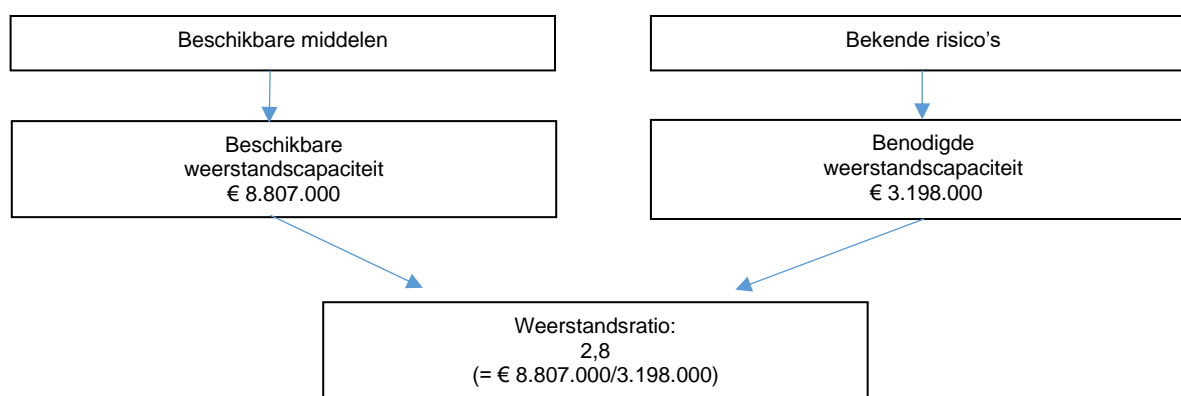 Beschikbare middelen
Bekende risico's
Beschikbare
weerstandscapaciteit
€ 8.807.000
Benodigde
weerstandscapaciteit
€ 3.198.000
Weerstandsratio:
2,8
(= € 8.807.000/3.198.000)